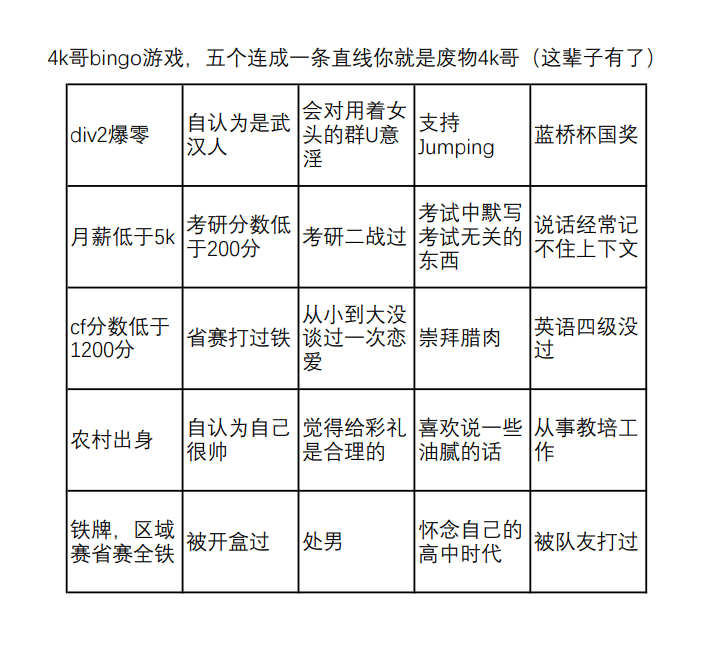 4k哥bingo游戏，五个连成一条直线你就是废物4k哥（这辈子有了）
div2爆零
自认为是武
汉人
会对用着女
头的群U意
淫
支持
Jumping
蓝桥杯国奖
月薪低于5k
考研分数低
于200分
考研二战过
考试中默写
考试无关的
东西
说话经常记
不住上下文
cf分数低于
1200分
省赛打过铁
从小到大没
谈过一次恋
爱
崇拜腊肉
英语四级没
过
农村出身
自认为自己
很帅
觉得给彩礼
是合理的
喜欢说一些
油腻的话
从事教培工
作
铁牌，区域
赛省赛全铁
被开盒过
处男
怀念自己的
高中时代
被队友打过